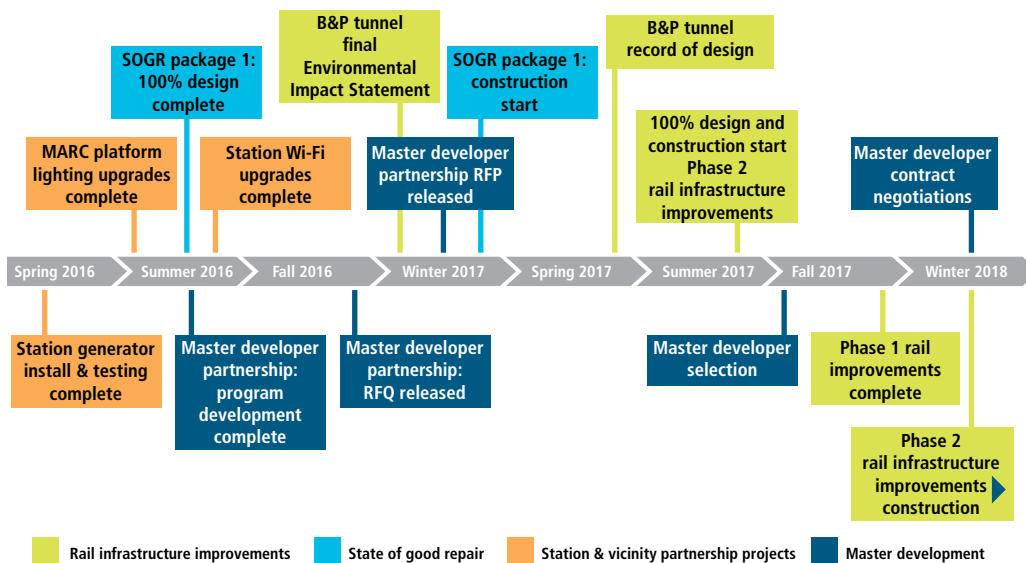 B&P tunnel
final
Environmental
Impact Statement
B&P tunnel
record of design
SOGR package 1:
100% design
complete
SOGR package 1:
construction
start
100% design and
construction start
Phase 2
rail infrastructure
improvements
MARC platform
lighting upgrades
complete
Station Wi-Fi
upgrades
complete
Master developer
partnership RFP
released
Master developer
contract
negotiations
Spring 2016
Summer 2016
Fall 2016
Winter 2017
Spring 2017
Summer 2017
Fall 2017
Winter 2018
Station generator
install & testing
complete
Master developer
partnership:
program
development
complete
Master developer
partnership:
RFQ released
Master developer
selection
Phase 1 rail
improvements
complete
Phase 2
rail infrastructure
improvements
construction
Rail infrastructure improvements
State of good repair
Station & vicinity partnership projects
Master development